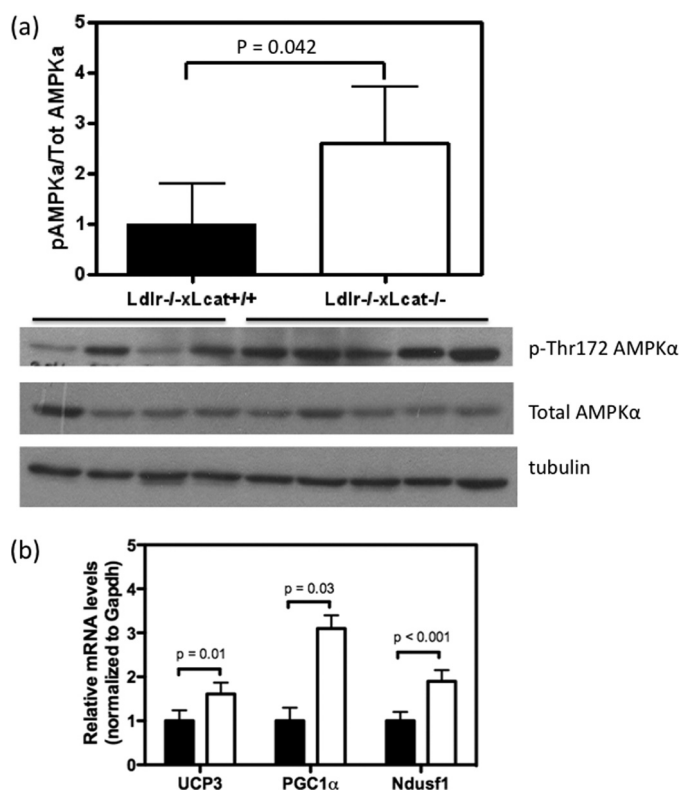 (a)
pAMPKa/Tot AMPKa
5
4
3
2
1
0
P = 0.042
Ldlr-/-xLcat+/+ Ldlr-/-xLcat-/-
p-Thr172 AMPKα
Total AMPKα
tubulin
(b)
Relative mRNA levels
(normalized to Gapdh)
5
4
3
2
1
0
p = 0.01
p = 0.03
p < 0.001
UCP3 PGC1α Ndusf1